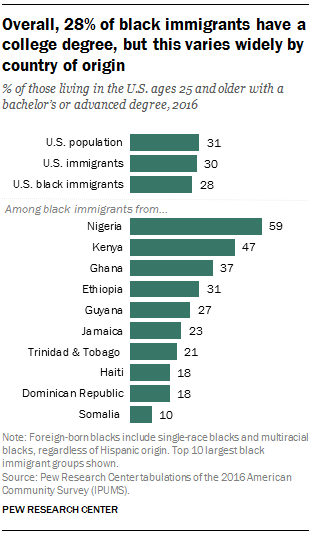 Overall, 28% of black immigrants have a
college degree, but this varies widely by
country of origin
% of those living in the U.S. ages 25 and older with a
bachelor's or advanced degree, 2016
U.S. population 31
U.S. immigrants 30
U.S. black immigrants 28
Among black immigrants from...
Nigeria 59
Kenya 47
Ghana 37
Ethiopia 31
Guyana 27
Jamaica 23
Trinidad & Tobago 21
Haiti 18
Dominican Republic 18
Somalia 10
Note: Foreign-born blacks include single-race blacks and multiracial
blacks, regardless of Hispanic origin. Top 10 largest black
immigrant groups shown.
Source: Pew Research Center tabulations of the 2016 American
Community Survey (IPUMS).
PEW RESEARCH CENTER